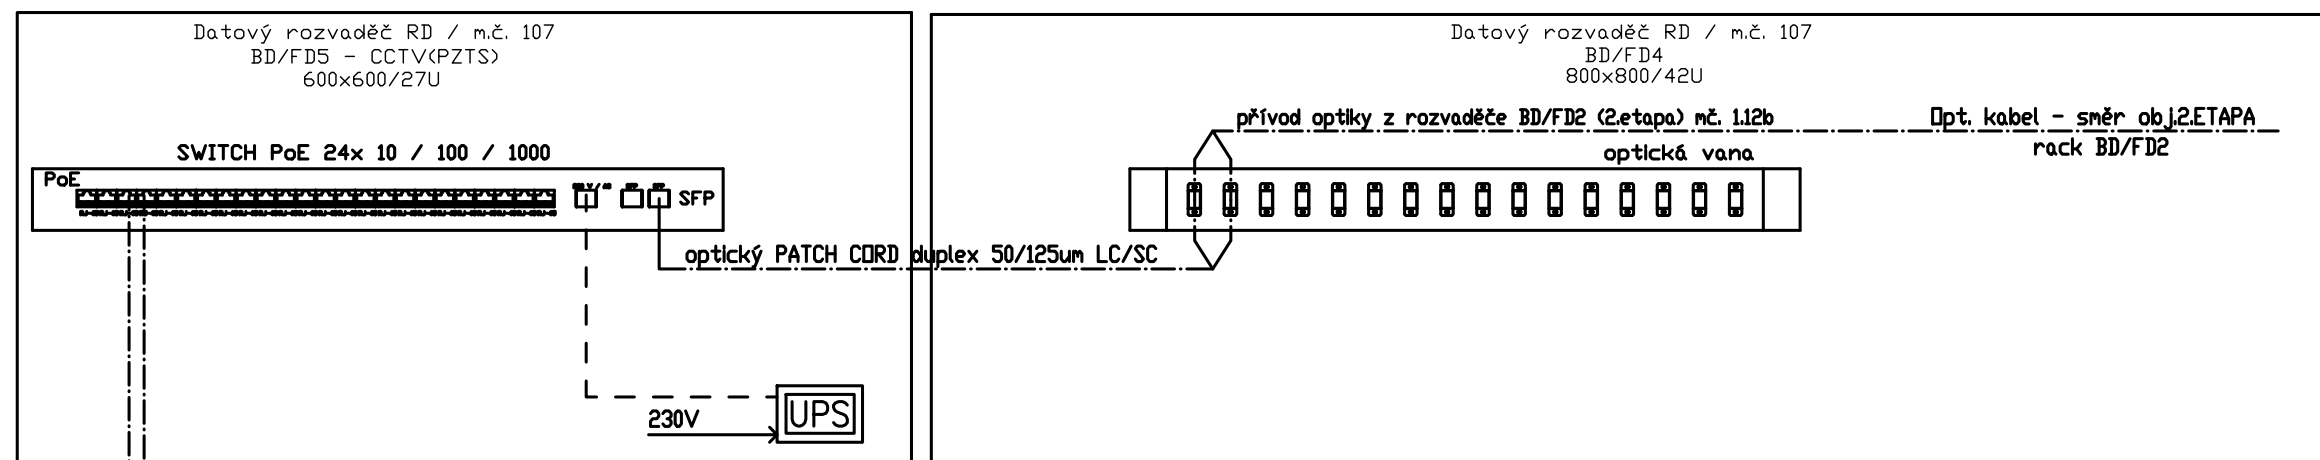 Datový rozvaděč RD / m.č. 107
BD/FD5 - CCTV(PZTS)
600x600/27U
SWITCH PoE 24x 10 / 100 / 1000
PoE
SFP
optický PATCH CORD duplex 50/125um LC/SC
230V
UPS
Datový rozvaděč RD / m.č. 107
BD/FD4
800x800/42U
přívod optiky z rozvaděče BD/FD2 (2.etapa) mč. 1.12b
Opt. kabel - směr obj.2.ETAPA
rack BD/FD2
optická vana